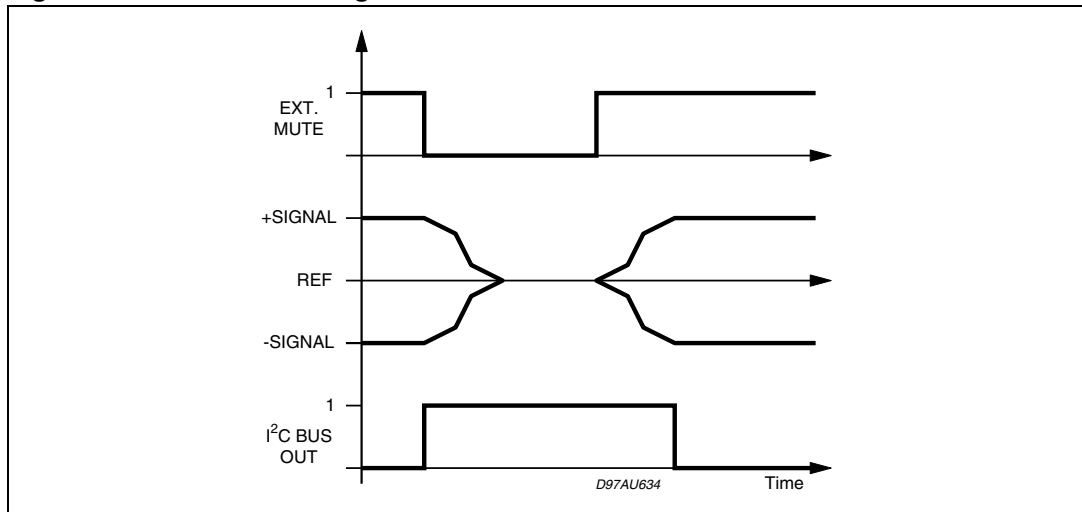 1
EXT.
MUTE
+SIGNAL
REF
-SIGNAL
1
I²C BUS
OUT
D97AU634
Time